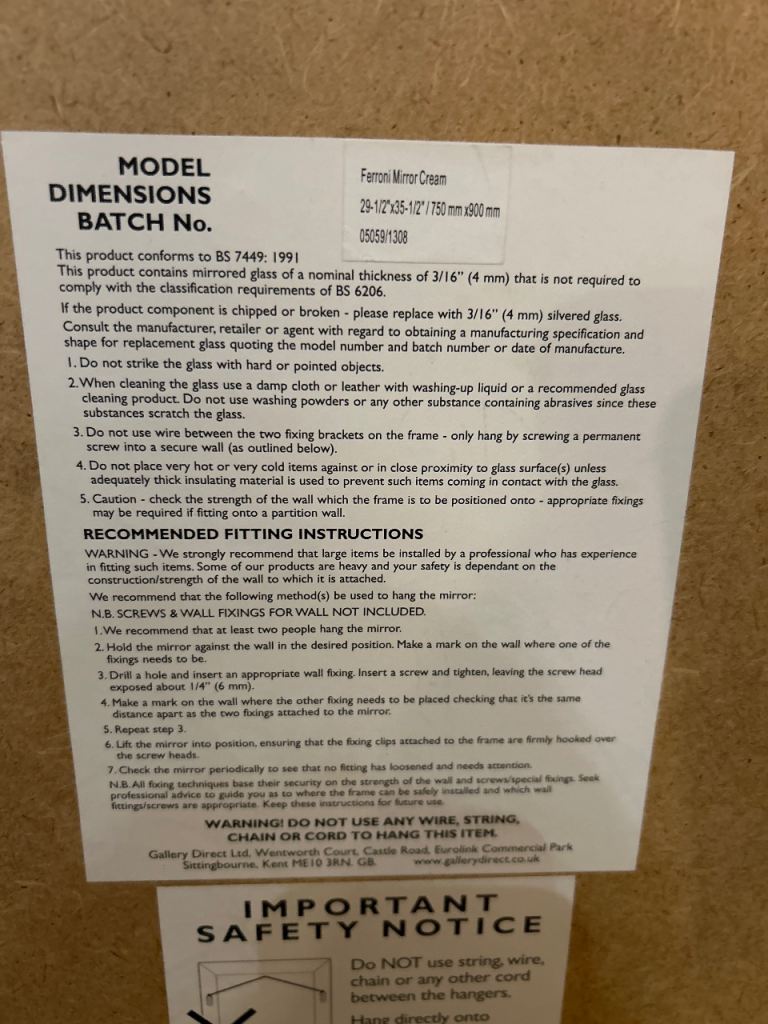 MODEL
DIMENSIONS
BATCH No.
Ferroni Mirror Cream
29-1/2"x35-1/2" / 750 mm x900 mm
05059/1308
This product conforms to BS 7449: 1991
This product contains mirrored glass of a nominal thickness of 3/16" (4 mm) that is not required to
comply with the classification requirements of BS 6206.
If the product component is chipped or broken - please replace with 3/16" (4 mm) silvered glass.
Consult the manufacturer, retailer or agent with regard to obtaining a manufacturing specification and
shape for replacement glass quoting the model number and batch number or date of manufacture.
1. Do not strike the glass with hard or pointed objects.
2. When cleaning the glass use a damp cloth or leather with washing-up liquid or a recommended glass
cleaning product. Do not use washing powders or any other substance containing abrasives since these
substances scratch the glass.
3. Do not use wire between the two fixing brackets on the frame - only hang by screwing a permanent
screw into a secure wall (as outlined below).
4. Do not place very hot or very cold items against or in close proximity to glass surface(s) unless
adequately thick insulating material is used to prevent such items coming in contact with the glass.
5. Caution - check the strength of the wall which the frame is to be positioned onto - appropriate fixings
may be required if fitting onto a partition wall.
RECOMMENDED FITTING INSTRUCTIONS
WARNING - We strongly recommend that large items be installed by a professional who has experience
in fitting such items. Some of our products are heavy and your safety is dependant on the
construction/strength of the wall to which it is attached.
We recommend that the following method(s) be used to hang the mirror:
N.B. SCREWS & WALL FIXINGS FOR WALL NOT INCLUDED.
1. We recommend that at least two people hang the mirror.
2. Hold the mirror against the wall in the desired position. Make a mark on the wall where one of the
fixings needs to be.
3. Drill a hole and insert an appropriate wall fixing. Insert a screw and tighten, leaving the screw head
exposed about 1/4" (6 mm).
4. Make a mark on the wall where the other fixing needs to be placed checking that it's the same
distance apart as the two fixings attached to the mirror.
5. Repeat step 3.
6. Lift the mirror into position, ensuring that the fixing clips attached to the frame are firmly hooked over
the screw heads.
7. Check the mirror periodically to see that no fitting has loosened and needs attention.
N.B. All fixing techniques base their security on the strength of the wall and screws/special fixings. Seek
professional advice to guide you as to where the frame can be safely installed and which wall
fittings/screws are appropriate. Keep these instructions for future use.
WARNING! DO NOT USE ANY WIRE, STRING,
CHAIN OR CORD TO HANG THIS ITEM.
Gallery Direct Ltd, Wentworth Court, Castle Road, Eurolink Commercial Park
Sittingbourne, Kent ME10 3RN. GB. www.gallerydirect.co.uk
IMPORTANT
SAFETY NOTICE
Do NOT use string, wire,
chain or any other cord
between the hangers.
Hang directly onto